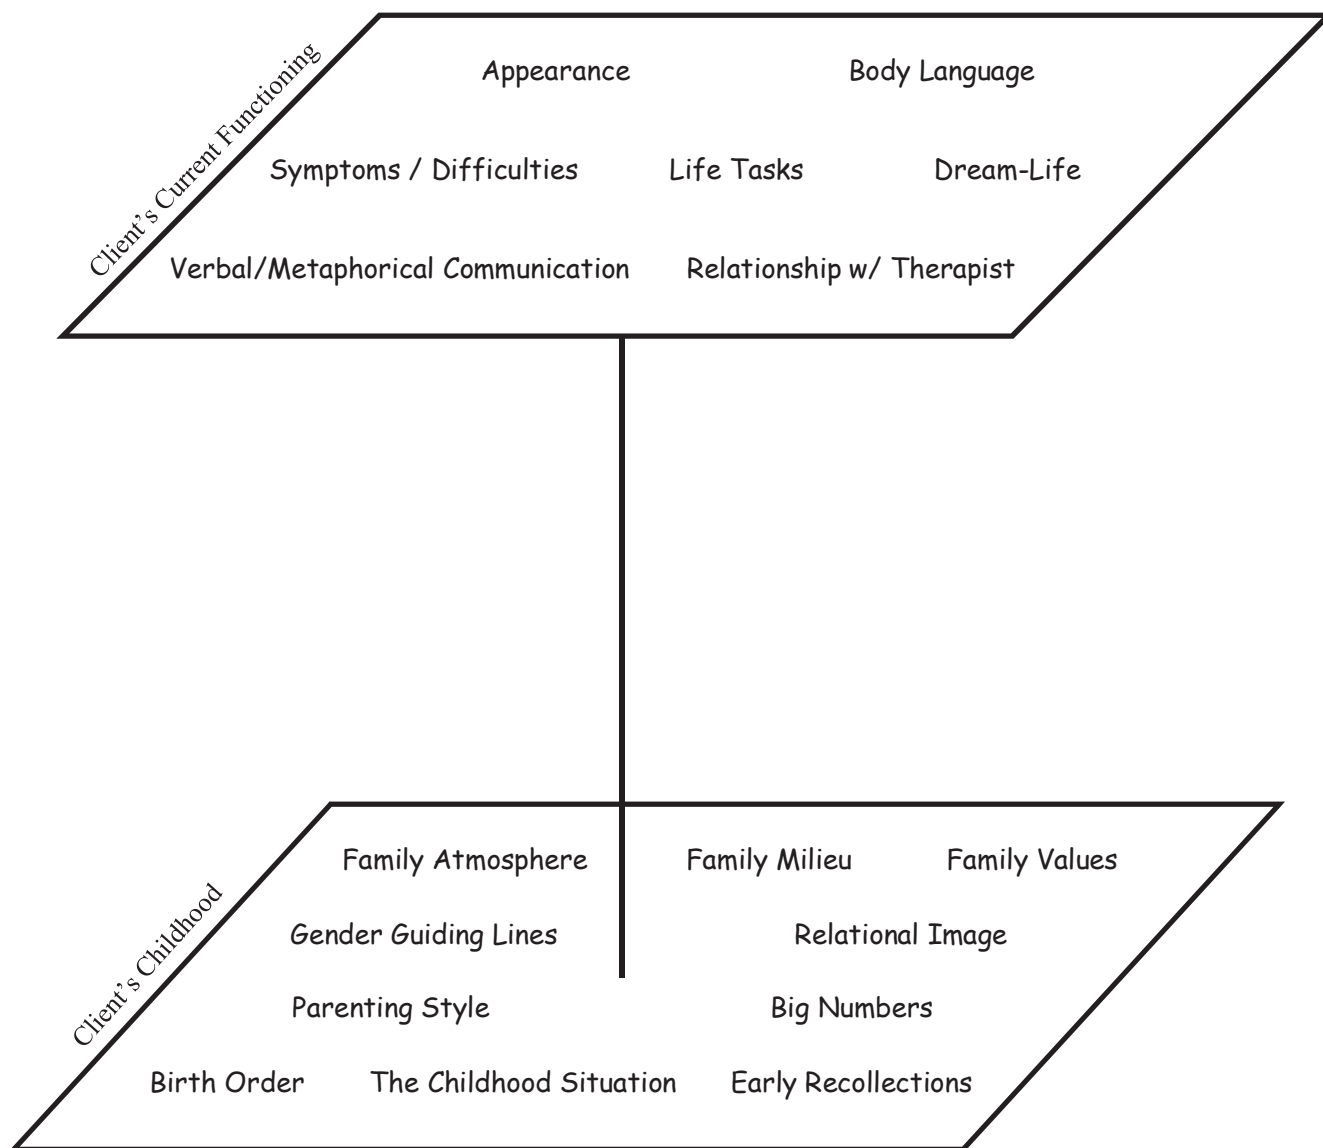 Client's Current Functioning
Appearance Body Language
Symptoms / Difficulties Life Tasks Dream-Life
Verbal/Metaphorical Communication Relationship w/ Therapist
Client's Childhood
Family Atmosphere Family Milieu Family Values
Gender Guiding Lines Relational Image
Parenting Style Big Numbers
Birth Order The Childhood Situation Early Recollections